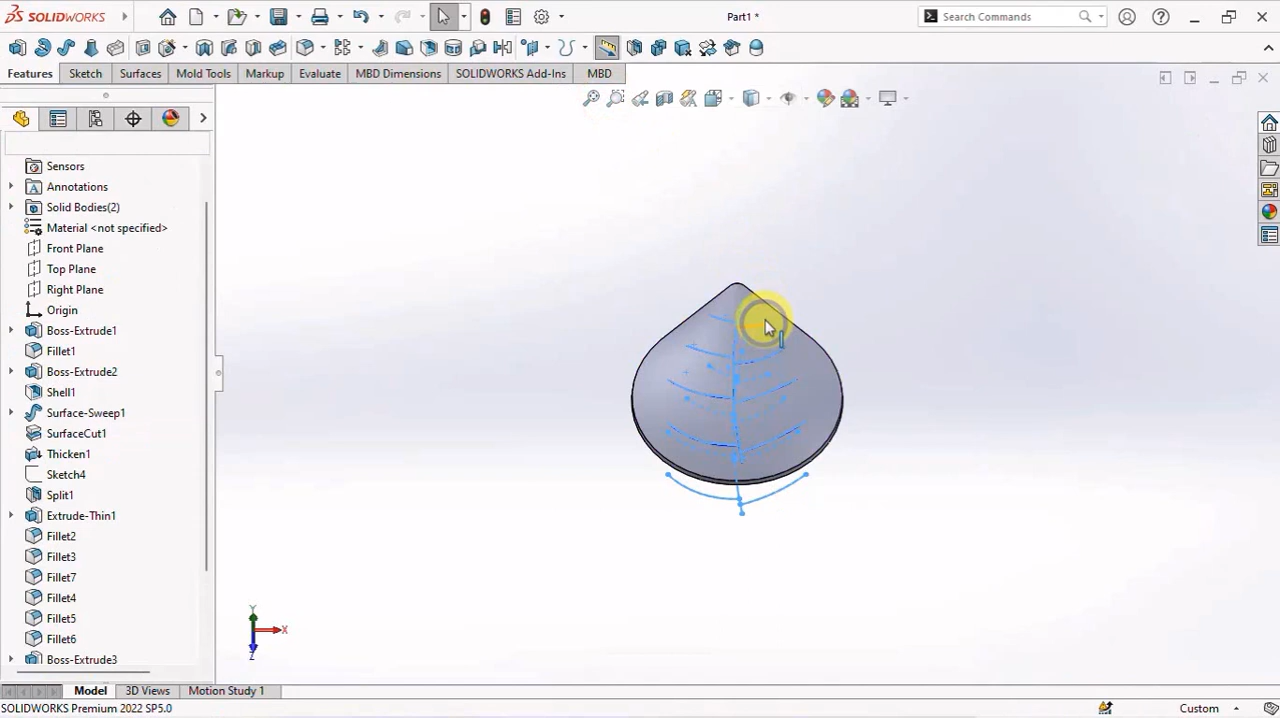 SOLIDWORKS
Part1 *
Search Commands
Features
Sketch
Surfaces
Mold Tools
Markup
Evaluate
MBD Dimensions
SOLIDWORKS Add-Ins
MBD
Sensors
Annotations
Solid Bodies(2)
Material <not specified>
Front Plane
Top Plane
Right Plane
Origin
Boss-Extrude1
Fillet1
Boss-Extrude2
Shell1
Surface-Sweep1
SurfaceCut1
Thicken1
Sketch4
Split1
Extrude-Thin1
Fillet2
Fillet3
Fillet7
Fillet4
Fillet5
Fillet6
Boss-Extrude3
Y
X
Z
Model
3D Views
Motion Study 1
SOLIDWORKS Premium 2022 SP5.0
Custom